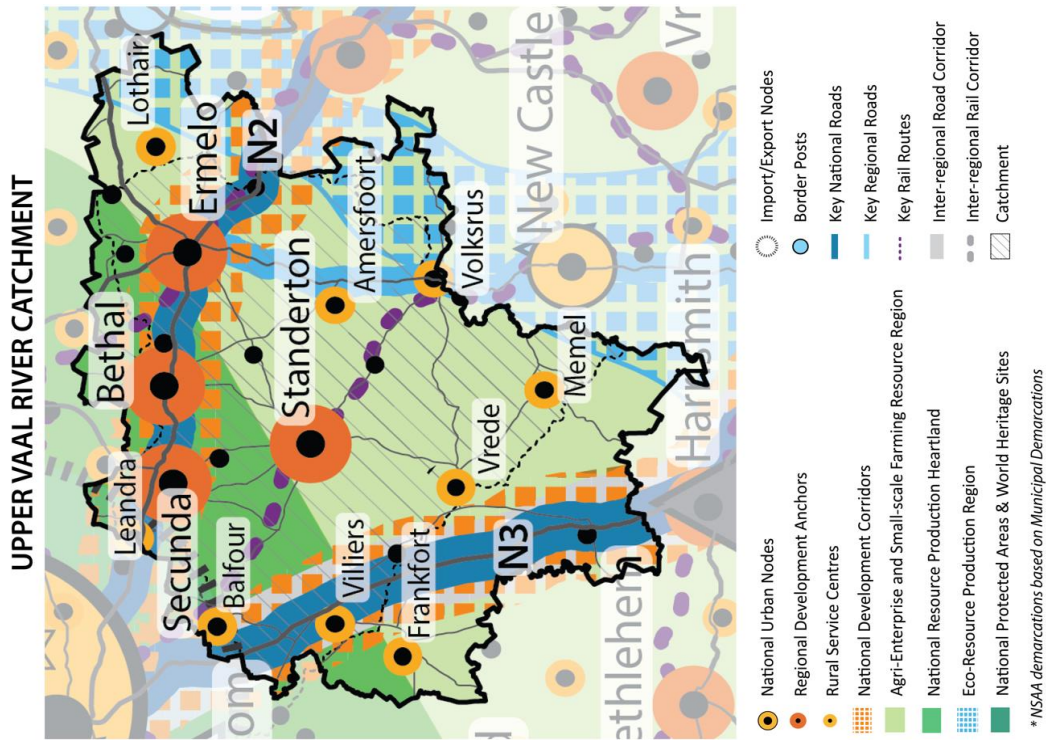 UPPER VAAL RIVER CATCHMENT
Lothair
Ermelo
N2
Bethal
Leandra
Secunda
Balfour
Standerton
Amersfoort
Volksrus
New Castle
Vr
Villiers
Frankfort
Vrede
Memel
N3
Harrismith
ethlehem
om
d
National Urban Nodes
Regional Development Anchors
Rural Service Centres
National Development Corridors
Agri-Enterprise and Small-scale Farming Resource Region
National Resource Production Heartland
Eco-Resource Production Region
National Protected Areas & World Heritage Sites
Import/Export Nodes
Border Posts
Key National Roads
Key Regional Roads
Key Rail Routes
Inter-regional Road Corridor
Inter-regional Rail Corridor
Catchment
* NSAA demarcations based on Municipal Demarcations